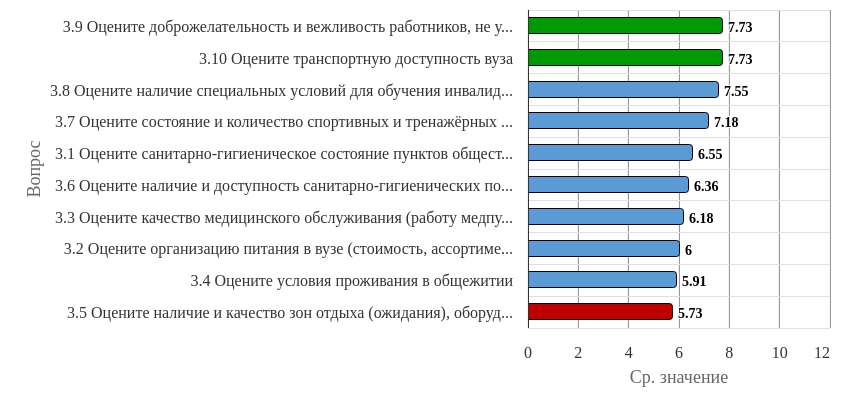 3.9 Оцените доброжелательность и вежливость работников, не у...
7.73
3.10 Оцените транспортную доступность вуза
7.73
3.8 Оцените наличие специальных условий для обучения инвалид...
7.55
3.7 Оцените состояние и количество спортивных и тренажёрных ...
7.18
3.1 Оцените санитарно-гигиеническое состояние пунктов общест...
6.55
3.6 Оцените наличие и доступность санитарно-гигиенических по...
6.36
3.3 Оцените качество медицинского обслуживания (работу медпу...
6.18
3.2 Оцените организацию питания в вузе (стоимость, ассортиме...
6
3.4 Оцените условия проживания в общежитии
5.91
3.5 Оцените наличие и качество зон отдыха (ожидания), оборуд...
5.73
Вопрос
0 2 4 6 8 10 12
Ср. значение